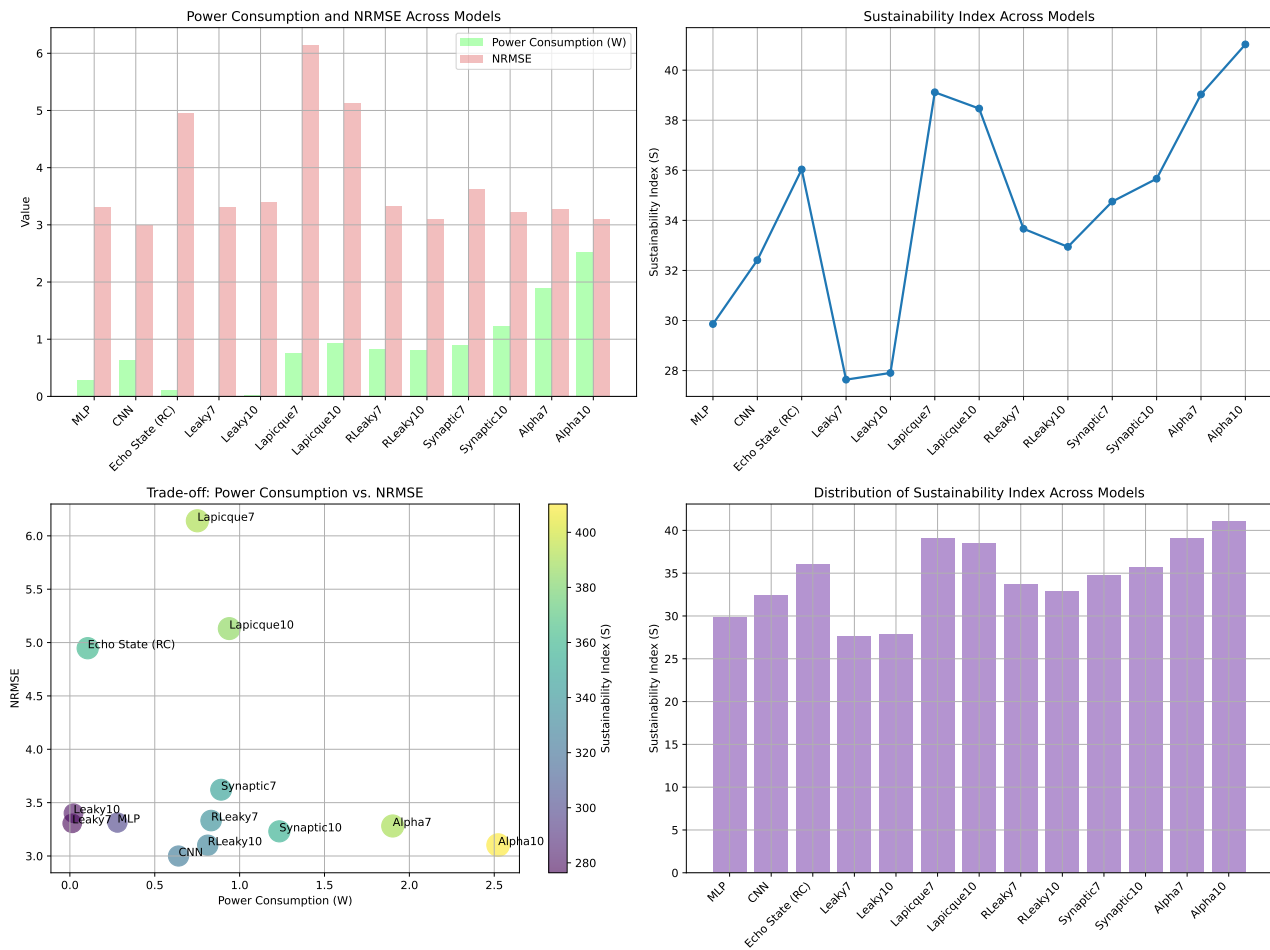 Power Consumption and NRMSE Across Models
Power Consumption (W)
NRMSE
Value
6
5
4
3
2
1
0
MLP
CNN
Echo State (RC)
Leaky7
Leaky10
Lapicque7
Lapicque10
RLeaky7
RLeaky10
Synaptic7
Synaptic10
Alpha7
Alpha10
Sustainability Index Across Models
Sustainability Index (S)
40
38
36
34
32
30
28
MLP
CNN
Echo State (RC)
Leaky7
Leaky10
Lapicque7
Lapicque10
RLeaky7
RLeaky10
Synaptic7
Synaptic10
Alpha7
Alpha10
Trade-off: Power Consumption vs. NRMSE
NRMSE
6.0
5.5
5.0
4.5
4.0
3.5
3.0
Lapicque7
Lapicque10
Echo State (RC)
Synaptic7
Leaky10
Leaky7
MLP
RLeaky7
Synaptic10
Alpha7
RLeaky10
CNN
Alpha10
0.0
0.5
1.0
1.5
2.0
2.5
Power Consumption (W)
400
380
360
340
320
300
280
Sustainability Index (S)
Distribution of Sustainability Index Across Models
Sustainability Index (S)
40
35
30
25
20
15
10
5
0
MLP
CNN
Echo State (RC)
Leaky7
Leaky10
Lapicque7
Lapicque10
RLeaky7
RLeaky10
Synaptic7
Synaptic10
Alpha7
Alpha10